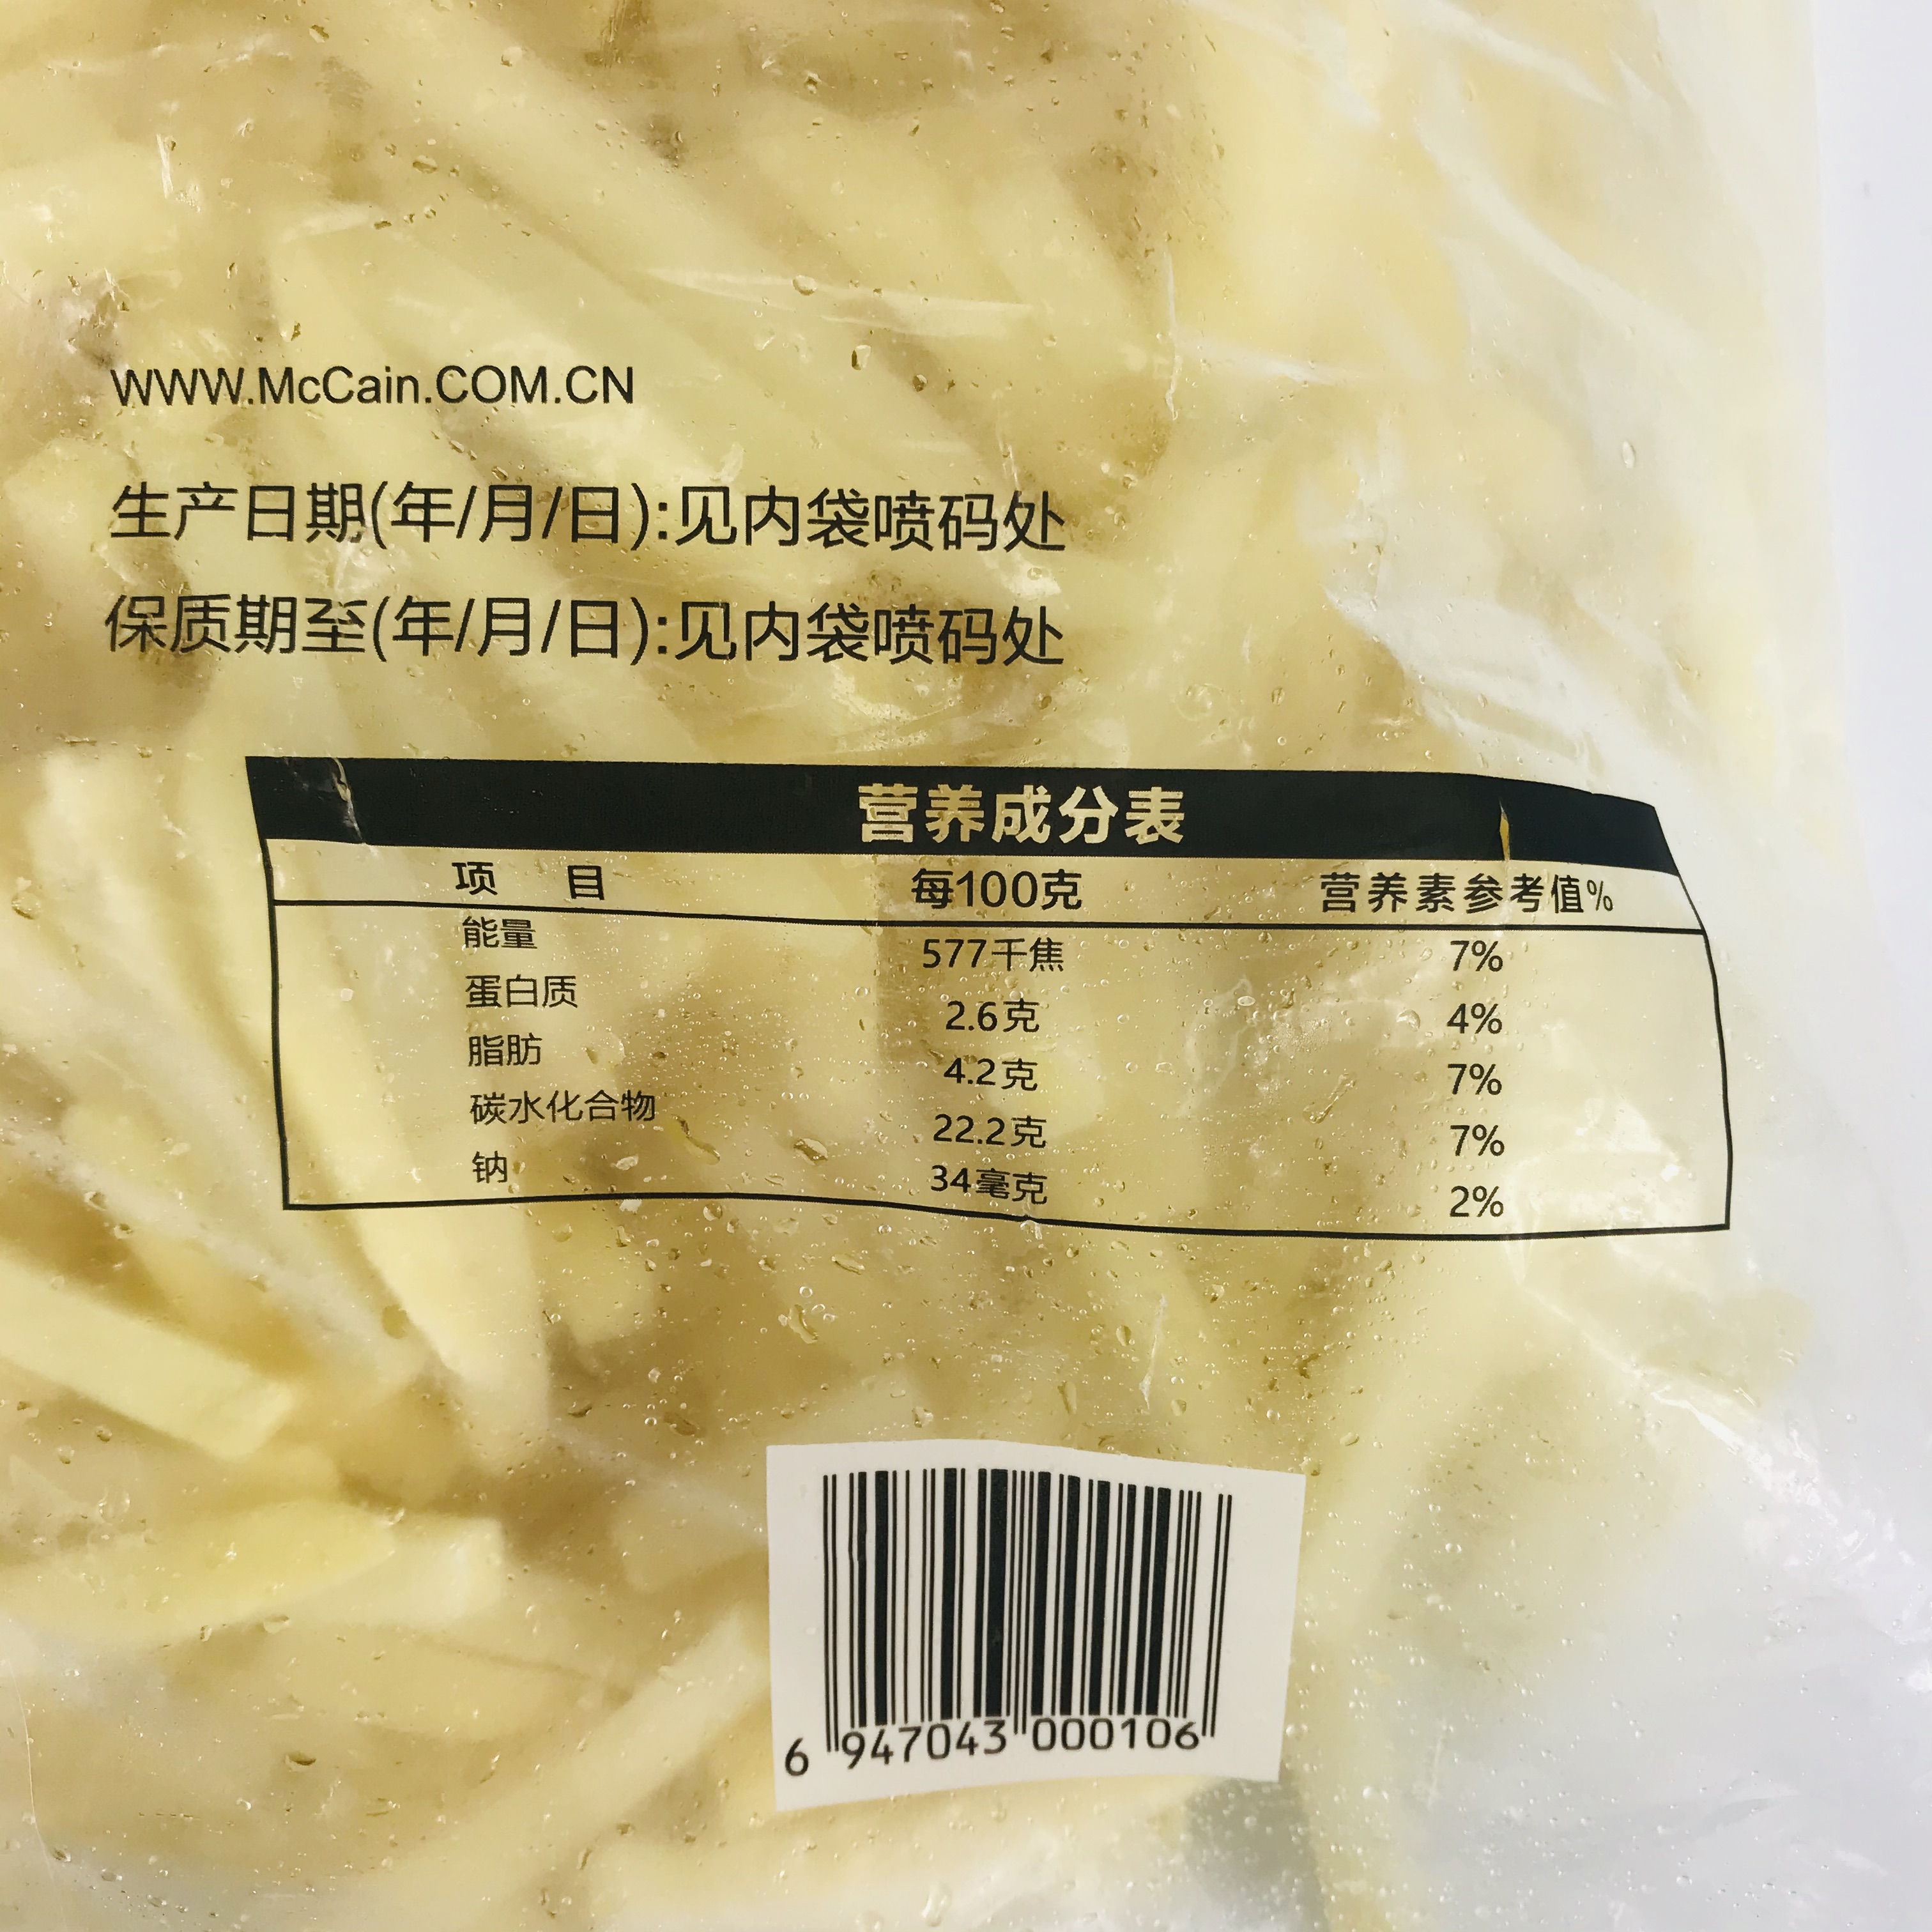 WWW.McCain.COM.CN
生产日期(年/月/日):见内袋喷码处
保质期至(年/月/日):见内袋喷码处
营养成分表
项 目 每100克 营养素参考值%
能量 577千焦 7%
蛋白质 2.6克 4%
脂肪 4.2克 7%
碳水化合物 22.2克 7%
钠 34毫克 2%
6 947043 000106